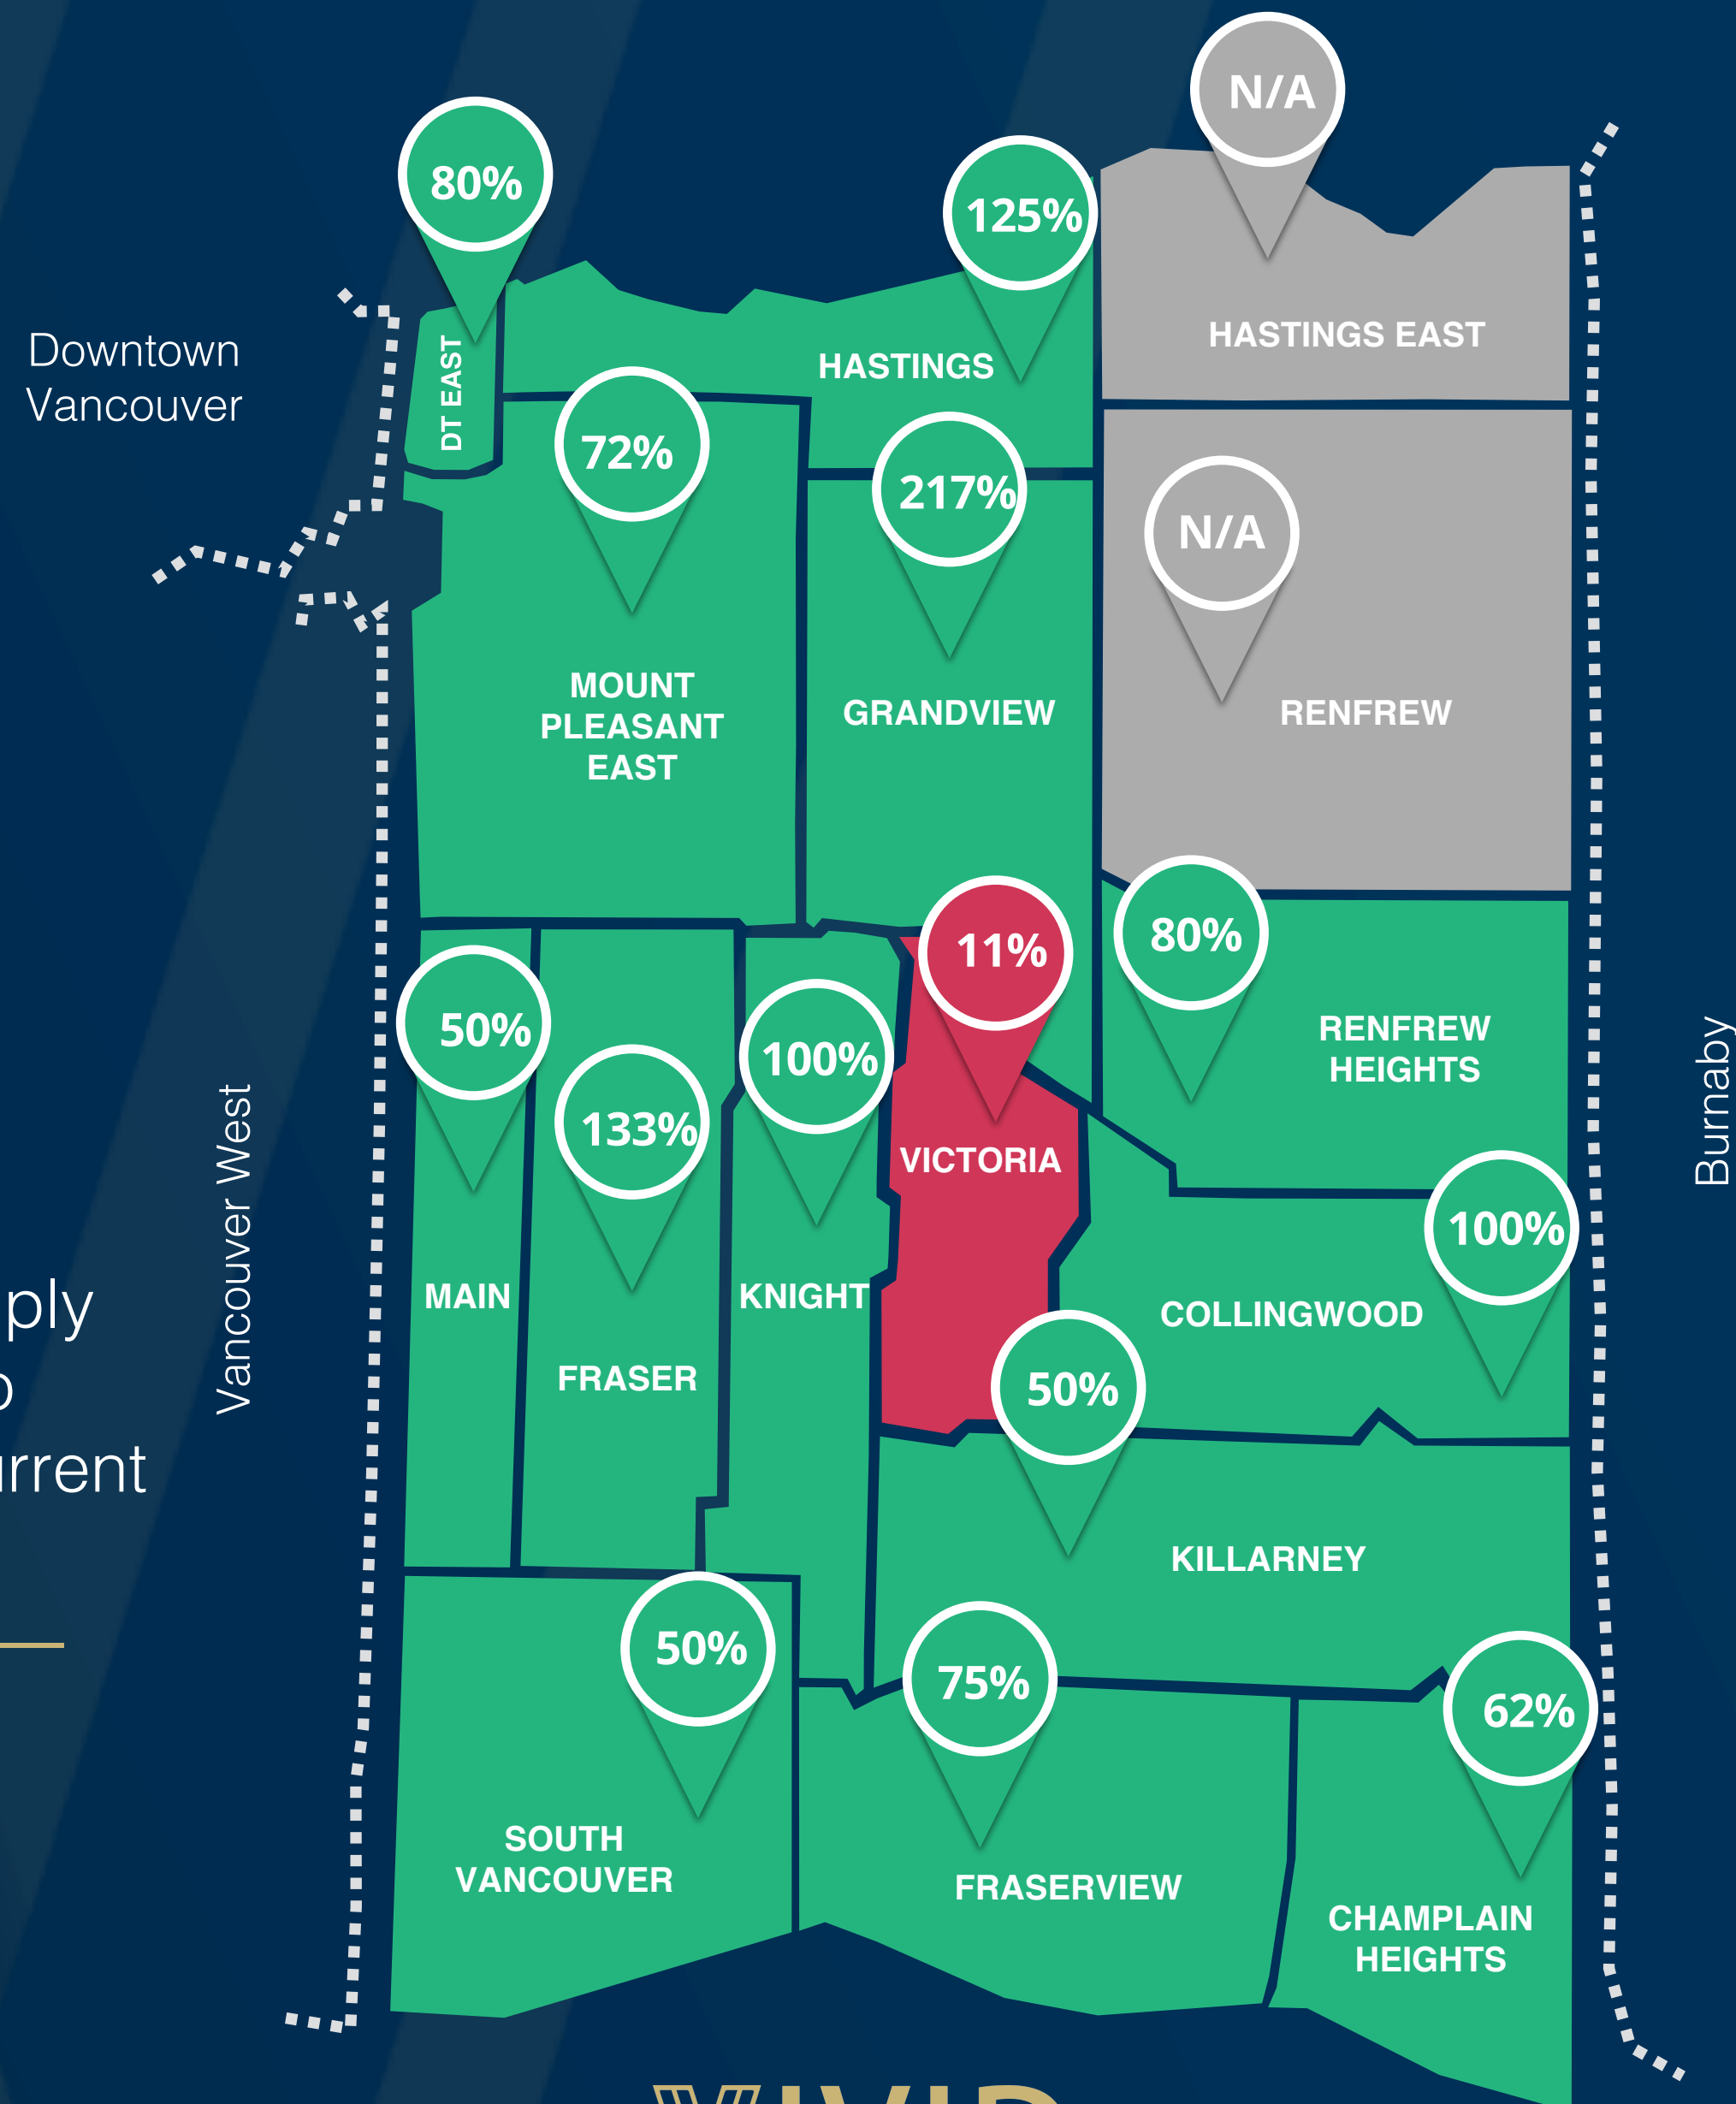 N/A
80%
125%
Downtown
Vancouver
DT EAST
HASTINGS
HASTINGS EAST
72%
217%
N/A
MOUNT
PLEASANT
EAST
GRANDVIEW
RENFREW
11%
80%
50%
100%
133%
RENFREW
HEIGHTS
VICTORIA
100%
Vancouver West
Burnaby
MAIN
KNIGHT
COLLINGWOOD
FRASER
50%
ply
urrent
KILLARNEY
50%
75%
62%
SOUTH
VANCOUVER
FRASERVIEW
CHAMPLAIN
HEIGHTS